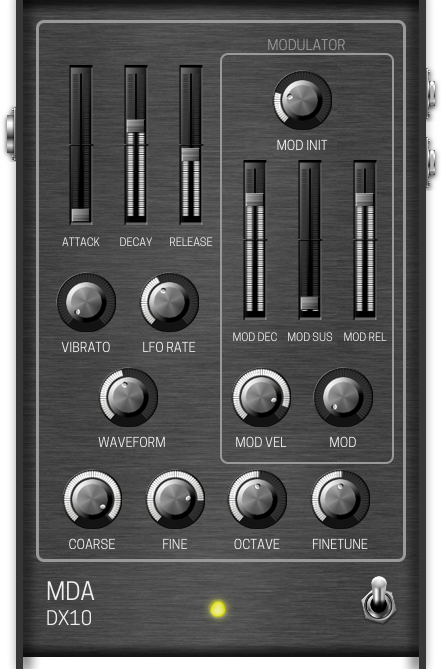 MODULATOR
MOD INIT
ATTACK DECAY RELEASE
MOD DEC MOD SUS MOD REL
VIBRATO LFO RATE
WAVEFORM MOD VEL MOD
COARSE FINE OCTAVE FINETUNE
MDA
DX10